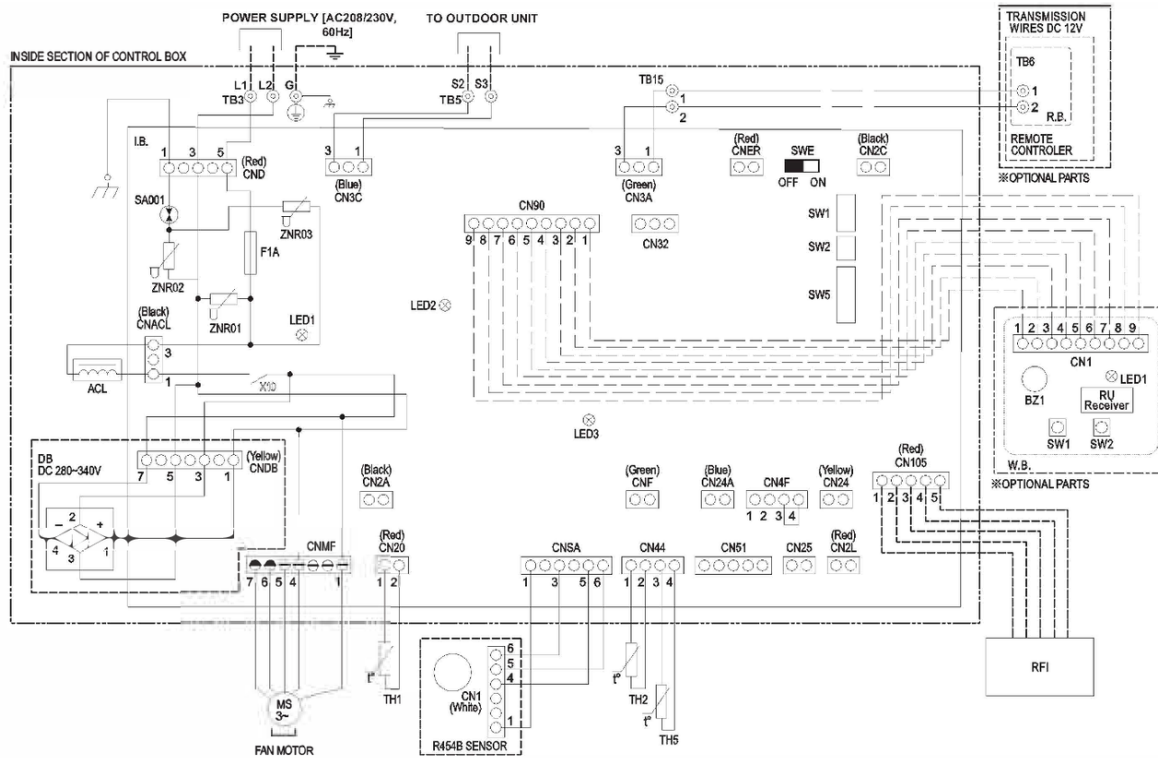 POWER SUPPLY [AC208/230V,
60Hz]
TO OUTDOOR UNIT
TRANSMISSION
WIRES DC 12V
TB6
1
2
R.B.
REMOTE
CONTROLER
※OPTIONAL PARTS
INSIDE SECTION OF CONTROL BOX
L1 L2 G
TB3
S2 S3
TB5
TB15
1
2
I.B.
1 3 5
(Red)
CND
3 1
(Blue)
CN3C
3 1
(Green)
CN3A
(Red)
CNER
SWE
OFF ON
(Black)
CN2C
SA001
ZNR03
F1A
ZNR02
ZNR01
CN90
9 8 7 6 5 4 3 2 1
CN32
SW1
SW2
SW5
LED2
LED1
(Black)
CNACL
3
1
ACL
X10
LED3
1 2 3 4 5 6 7 8 9
CN1
LED1
BZ1
RU
Receiver
SW1 SW2
W.B.
※OPTIONAL PARTS
DB
DC 280~340V
7 5 3 1
(Yellow)
CNDB
2
- +
4 1
3
(Black)
CN2A
(Green)
CNF
(Blue)
CN24A
CN4F
1 2 3 4
(Yellow)
CN24
(Red)
CN105
1 2 3 4 5
CNMF
7 6 5 4 1
(Red)
CN20
1 2
CNSA
1 3 5 6
CN44
1 2 3 4
CN51
CN25
(Red)
CN2L
t°
TH1
MS
3~
FAN MOTOR
6
5
4
1
CN1
(White)
R454B SENSOR
t°
TH2
t°
TH5
RFI